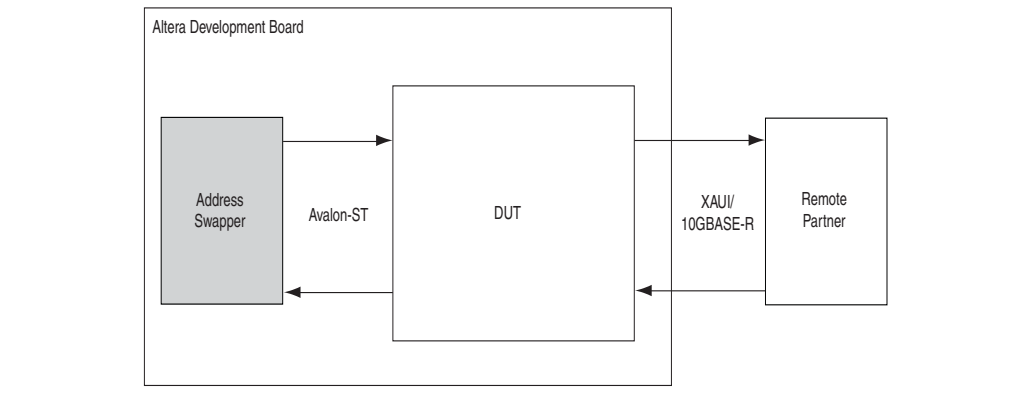 Altera Development Board
Address
Swapper
Avalon-ST
DUT
XAUI/
10GBASE-R
Remote
Partner